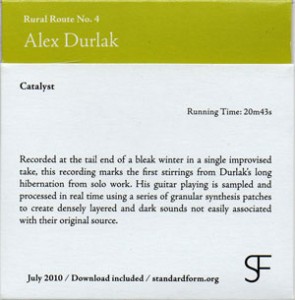 Rural Route No. 4
Alex Durlak
Catalyst
Running Time: 20m43s
Recorded at the tail end of a bleak winter in a single improvised
take, this recording marks the first stirrings from Durlak's long
hibernation from solo work. His guitar playing is sampled and
processed in real time using a series of granular synthesis patches
to create densely layered and dark sounds not easily associated
with their original source.
July 2010 / Download included / standardform.org
SF